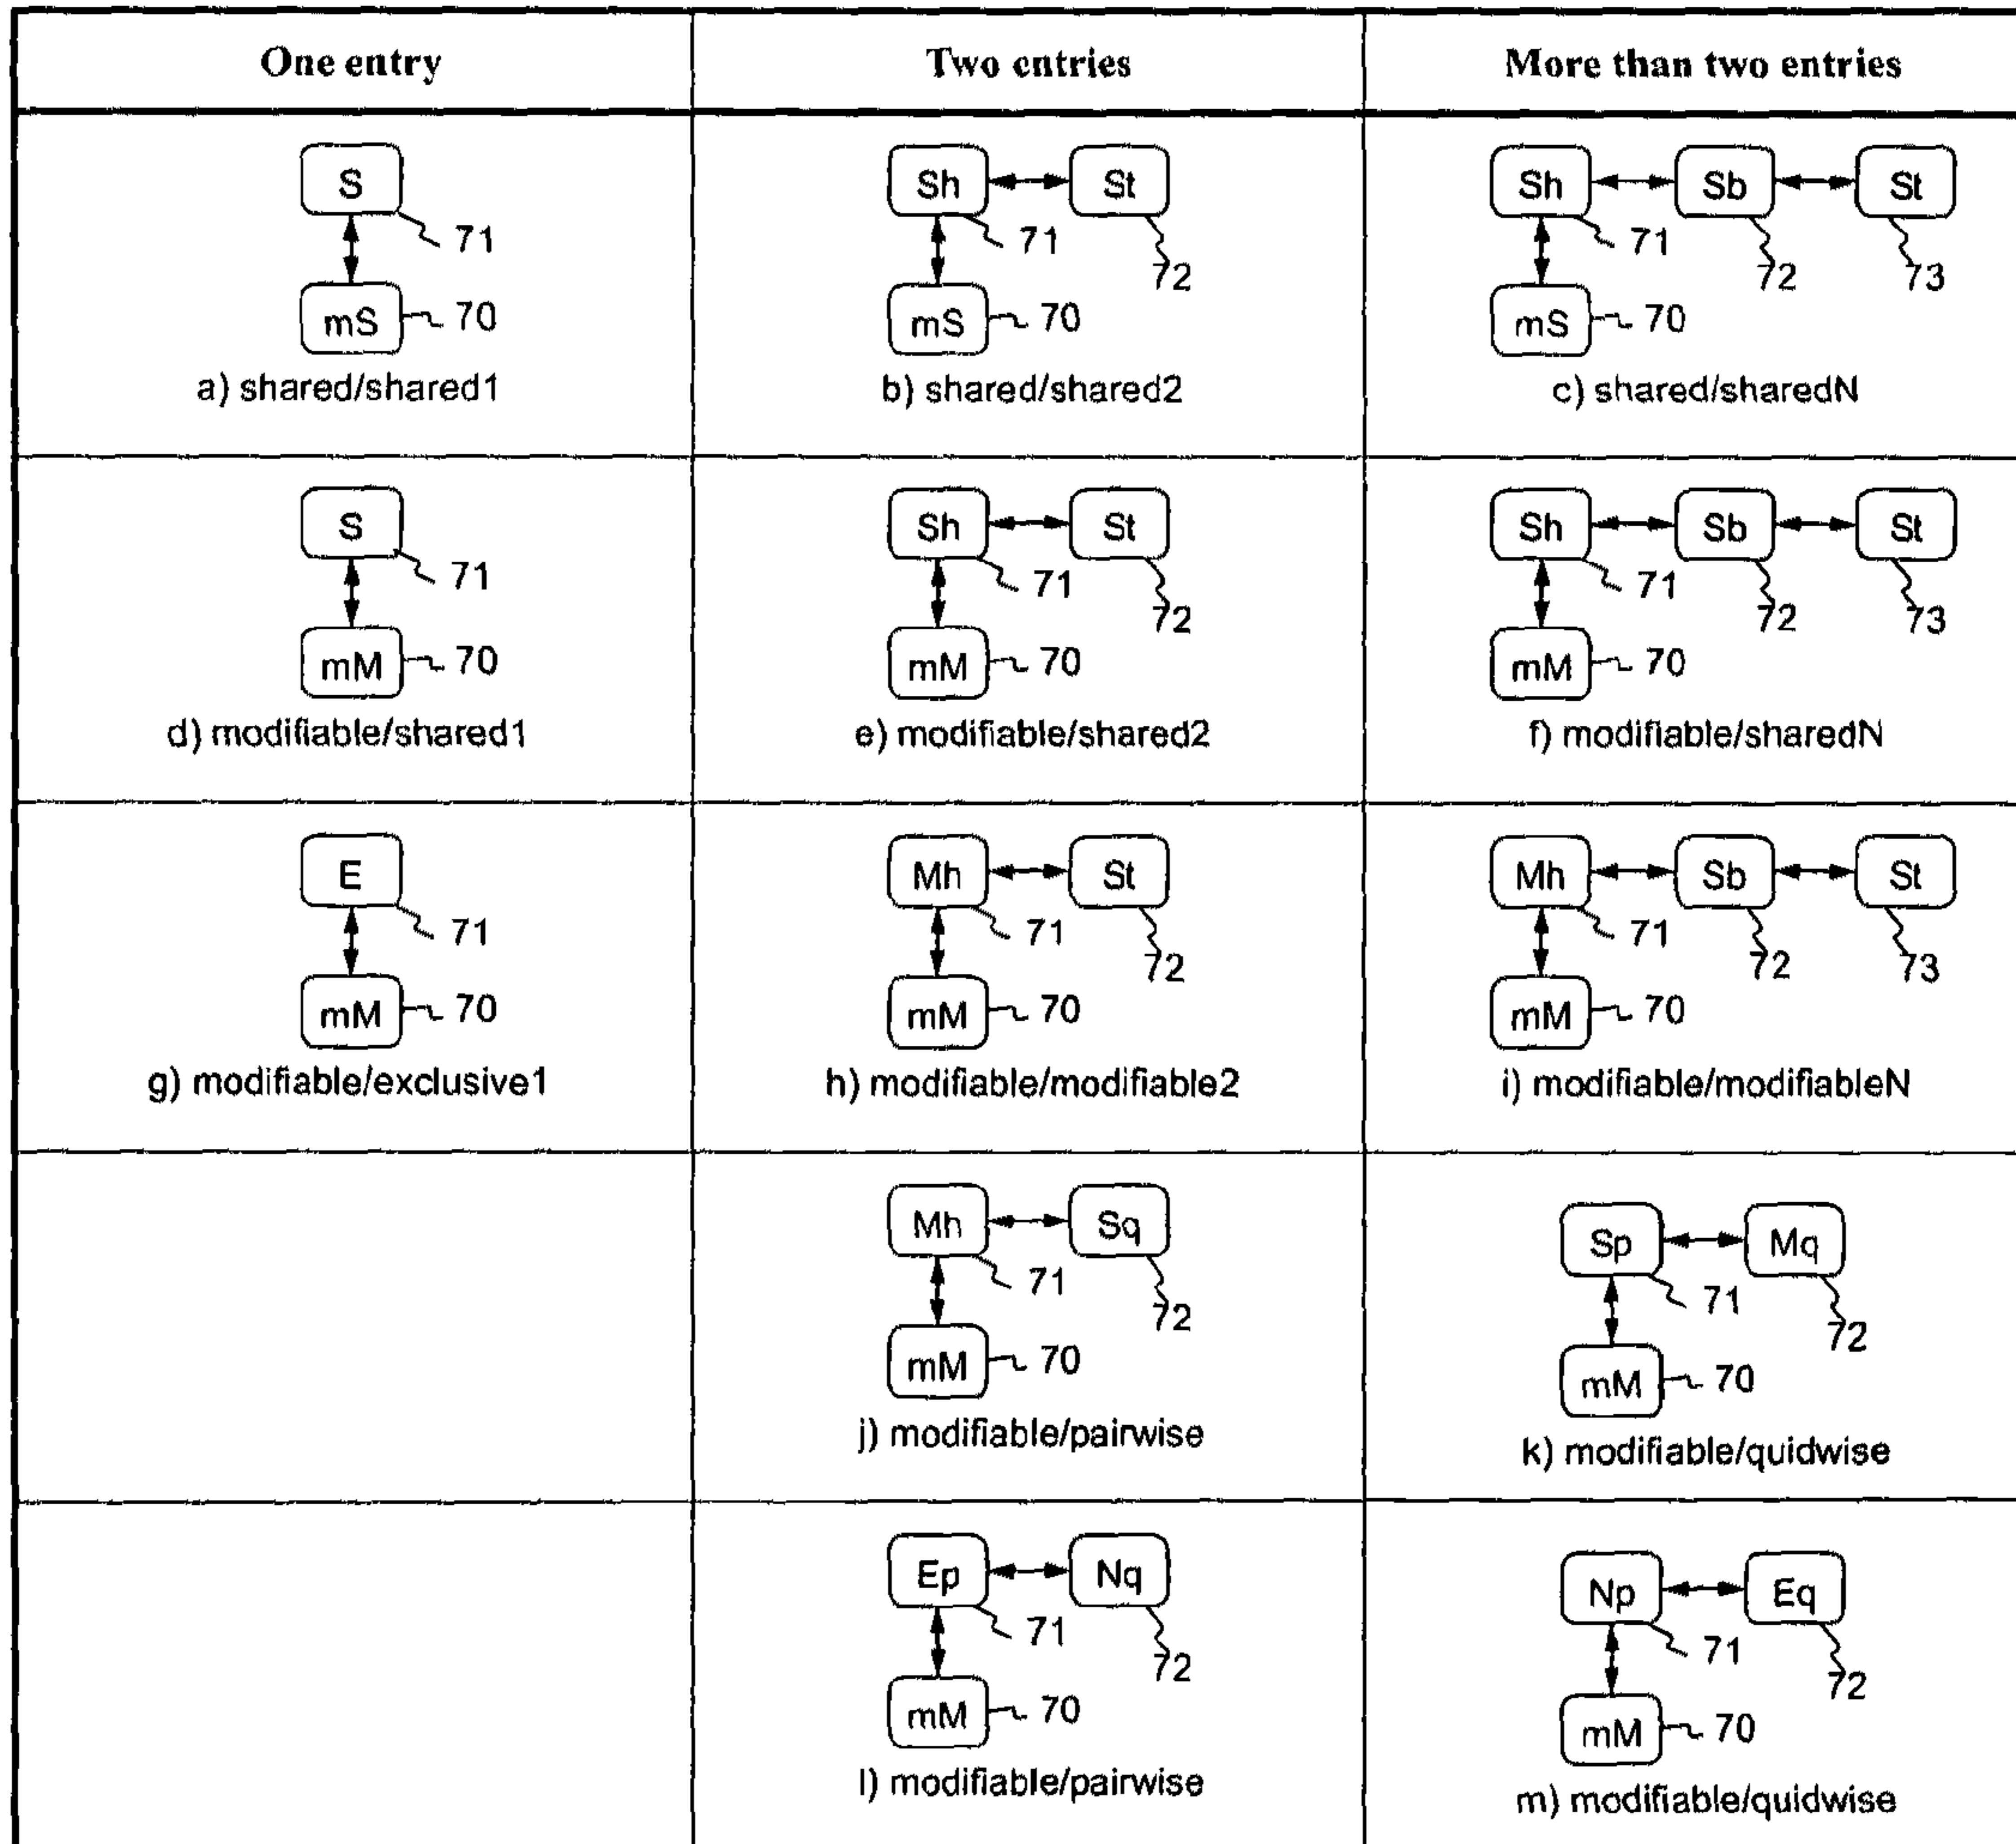 One entry
Two entries
More than two entries
S
71
mS
70
a) shared/shared1
Sh
St
71
72
mS
70
b) shared/shared2
Sh
Sb
St
71
72
73
mS
70
c) shared/sharedN
S
71
mM
70
d) modifiable/shared1
Sh
St
71
72
mM
70
e) modifiable/shared2
Sh
Sb
St
71
72
73
mM
70
f) modifiable/sharedN
E
71
mM
70
g) modifiable/exclusive1
Mh
St
71
72
mM
70
h) modifiable/modifiable2
Mh
Sb
St
71
72
73
mM
70
i) modifiable/modifiableN
Mh
Sq
71
72
mM
70
j) modifiable/pairwise
Sp
Mq
71
72
mM
70
k) modifiable/quidwise
Ep
Nq
71
72
mM
70
l) modifiable/pairwise
Np
Eq
71
72
mM
70
m) modifiable/quidwise